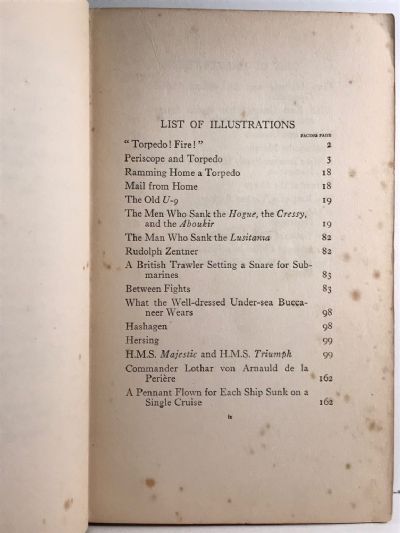 LIST OF ILLUSTRATIONS
FACING PAGE
"Torpedo! Fire!" 2
Periscope and Torpedo 3
Ramming Home a Torpedo 18
Mail from Home 18
The Old U-9 19
The Men Who Sank the Hogue, the Cressy,
and the Aboukir 19
The Man Who Sank the Lusitania 82
Rudolph Zentner 82
A British Trawler Setting a Snare for Sub-
marines 83
Between Fights 83
What the Well-dressed Under-sea Bucca-
neer Wears 98
Hashagen 98
Hersing 99
H.M.S. Majestic and H.M.S. Triumph 99
Commander Lothar von Arnauld de la
Perière 162
A Pennant Flown for Each Ship Sunk on a
Single Cruise 162
ix